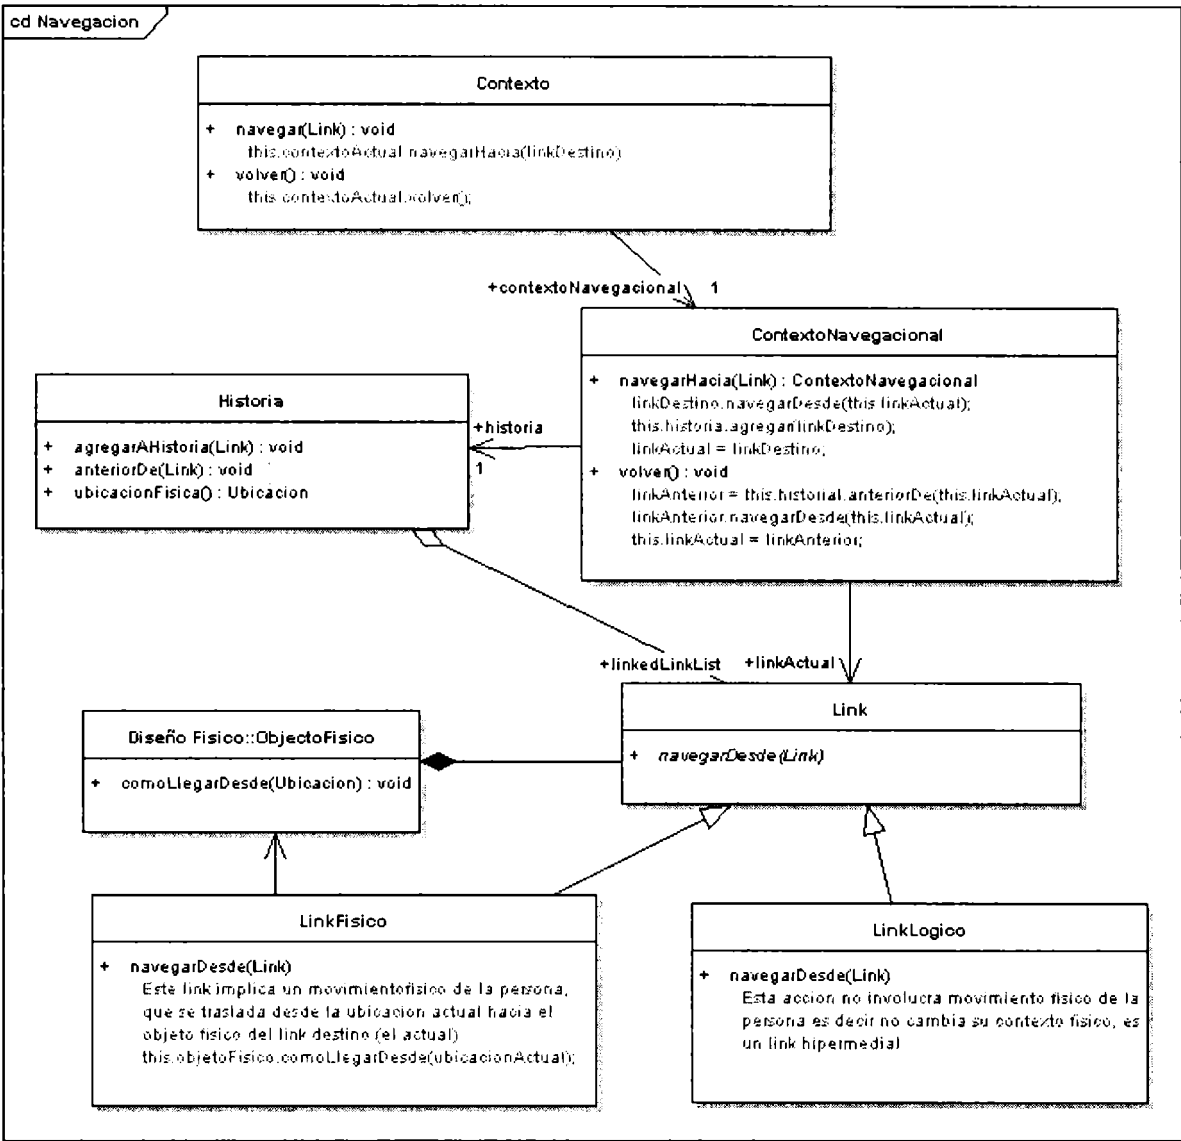 cd Navegacion
Contexto
+ navegar(Link) : void
this.contextoActual.navegarHacia(linkDestino)
+ volver() : void
this.contextoActual.volver();
+contextoNavegacional 1
ContextoNavegacional
+ navegarHacia(Link) : ContextoNavegacional
linkDestino.navegarDesde(this.linkActual);
this.historia.agregar(linkDestino);
linkActual = linkDestino;
+ volver() : void
linkAnterior = this.historial.anteriorDe(this.linkActual);
linkAnterior.navegarDesde(this.linkActual);
this.linkActual = linkAnterior;
Historia
+ agregarAHistoria(Link) : void
+ anteriorDe(Link) : void
+ ubicacionFisica() : Ubicacion
+historia
1
+linkedLinkList
+linkActual
Link
+ navegarDesde(Link)
Diseño Fisico::ObjectoFisico
+ comoLlegarDesde(Ubicacion) : void
LinkFisico
+ navegarDesde(Link)
Este link implica un movimientofisico de la persona,
que se traslada desde la ubicacion actual hacia el
objeto fisico del link destino (el actual)
this.objetoFisico.comoLlegarDesde(ubicacionActual);
LinkLogico
+ navegarDesde(Link)
Esta accion no involucra movimiento fisico de la
persona es decir no cambia su contexto fisico, es
un link hipermedial